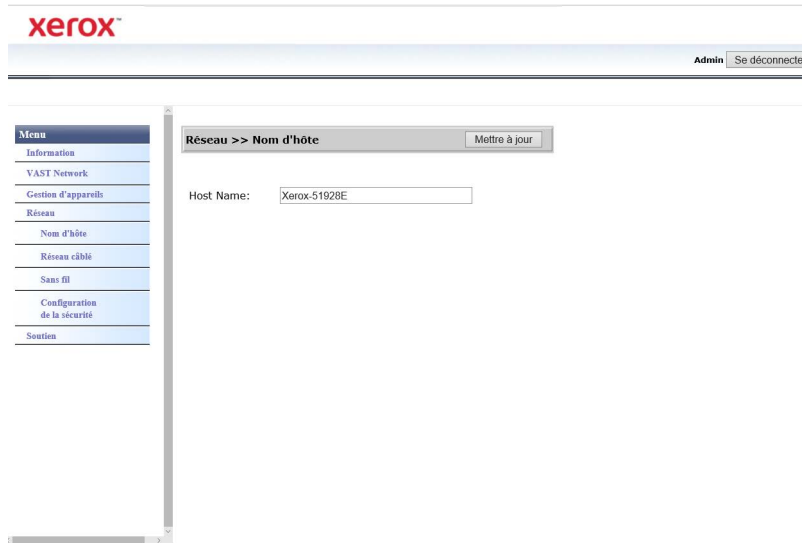 xerox™
Admin Se déconnecte
Menu
Information
VAST Network
Gestion d'appareils
Réseau
Nom d'hôte
Réseau câblé
Sans fil
Configuration
de la sécurité
Soutien
Réseau >> Nom d'hôte Mettre à jour
Host Name: Xerox-51928E